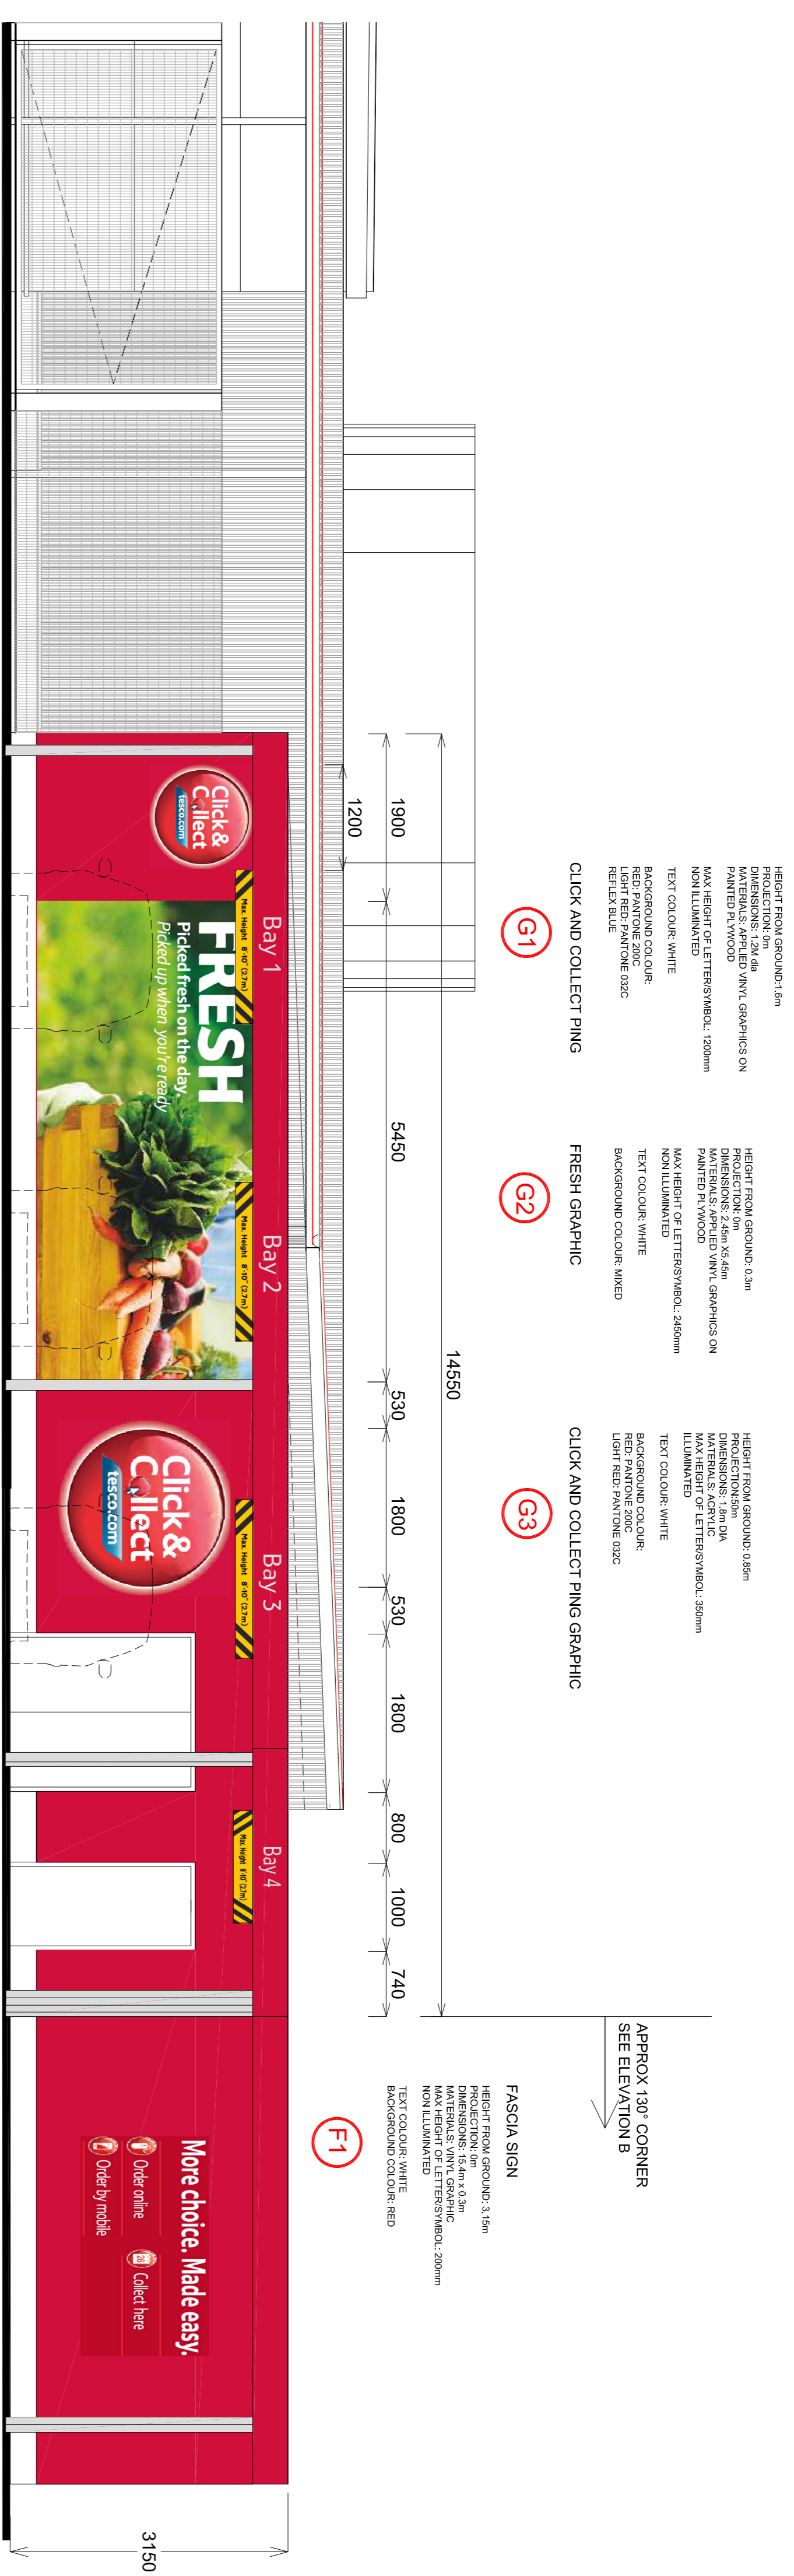 HEIGHT FROM GROUND:1.6m
PROJECTION: 0m
DIMENSIONS: 1.2M dia
MATERIALS: APPLIED VINYL GRAPHICS ON
PAINTED PLYWOOD
MAX HEIGHT OF LETTER/SYMBOL: 1200mm
NON ILLUMINATED
TEXT COLOUR: WHITE
BACKGROUND COLOUR:
RED: PANTONE 200C
LIGHT RED: PANTONE 032C
REFLEX BLUE
CLICK AND COLLECT PING
G1
HEIGHT FROM GROUND: 0.3m
PROJECTION: 0m
DIMENSIONS: 2.45m X5.45m
MATERIALS: APPLIED VINYL GRAPHICS ON
PAINTED PLYWOOD
MAX HEIGHT OF LETTER/SYMBOL: 2450mm
NON ILLUMINATED
TEXT COLOUR: WHITE
BACKGROUND COLOUR: MIXED
FRESH GRAPHIC
G2
HEIGHT FROM GROUND: 0.85m
PROJECTION:50m
DIMENSIONS: 1.8m DIA
MATERIALS: ACRYLIC
MAX HEIGHT OF LETTER/SYMBOL: 350mm
ILLUMINATED
TEXT COLOUR: WHITE
BACKGROUND COLOUR:
RED: PANTONE 200C
LIGHT RED: PANTONE 032C
CLICK AND COLLECT PING GRAPHIC
G3
APPROX 130° CORNER
SEE ELEVATION B
FASCIA SIGN
HEIGHT FROM GROUND: 3.15m
PROJECTION: 0m
DIMENSIONS: 15.4m x 0.3m
MATERIALS: VINYL GRAPHIC
MAX HEIGHT OF LETTER/SYMBOL: 200mm
NON ILLUMINATED
TEXT COLOUR: WHITE
BACKGROUND COLOUR: RED
F1
14550
1900
5450
530
1800
530
1800
800
1000
740
1200
3150
Bay 1
Bay 2
Bay 3
Bay 4
Max. Height 8'-10" (2.7m)
Max. Height 8'-10" (2.7m)
Max. Height 8'-10" (2.7m)
Max. Height 8'-10" (2.7m)
Click &
Collect
tesco.com
FRESH
Picked fresh on the day.
Picked up when you're ready
Click &
Collect
tesco.com
More choice. Made easy.
Order online
Collect here
Order by mobile